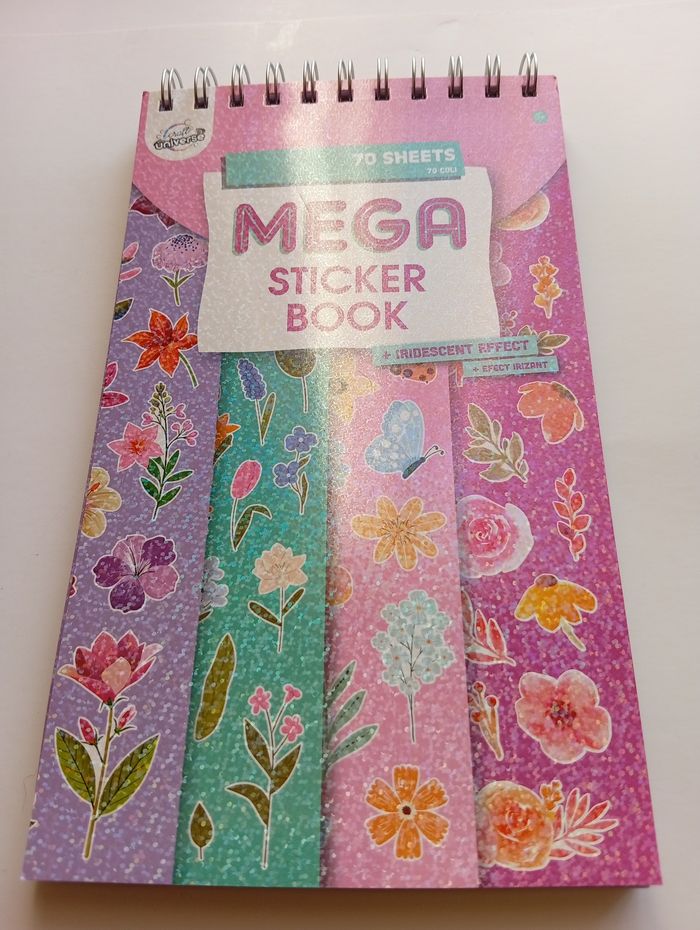 Craft
universe
70 SHEETS
70 COLI
MEGA
STICKER
BOOK
+ IRIDESCENT EFFECT
+ EFECT IRIZANT